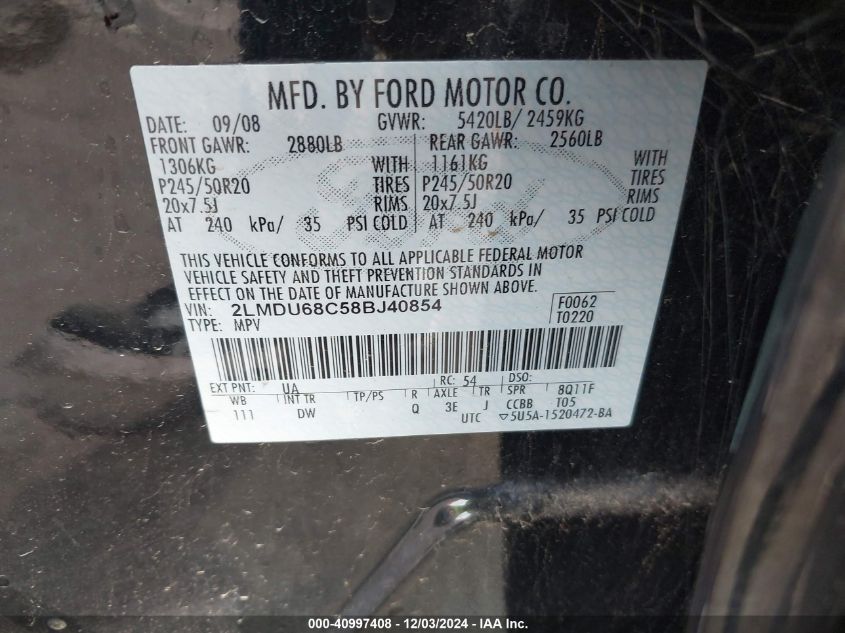 MFD. BY FORD MOTOR CO.
DATE: 09/08 GVWR: 5420LB/ 2459KG
FRONT GAWR: 2880LB REAR GAWR: 2560LB
1306KG WITH 1161KG WITH
P245/50R20 TIRES P245/50R20 TIRES
20x7.5J RIMS 20x7.5J RIMS
AT 240 kPa/ 35 PSI COLD AT 240 kPa/ 35 PSI COLD
THIS VEHICLE CONFORMS TO ALL APPLICABLE FEDERAL MOTOR
VEHICLE SAFETY AND THEFT PREVENTION STANDARDS IN
EFFECT ON THE DATE OF MANUFACTURE SHOWN ABOVE.
VIN: 2LMDU68C58BJ40854 F0062
TYPE: MPV T0220
EXT PNT: UA RC: 54 DSO:
WB INT TR TP/PS R AXLE TR SPR 8Q11F
111 DW Q 3E J CCBB T05
UTC ▽5U5A-1520472-BA
000-40997408 - 12/03/2024 - IAA Inc.